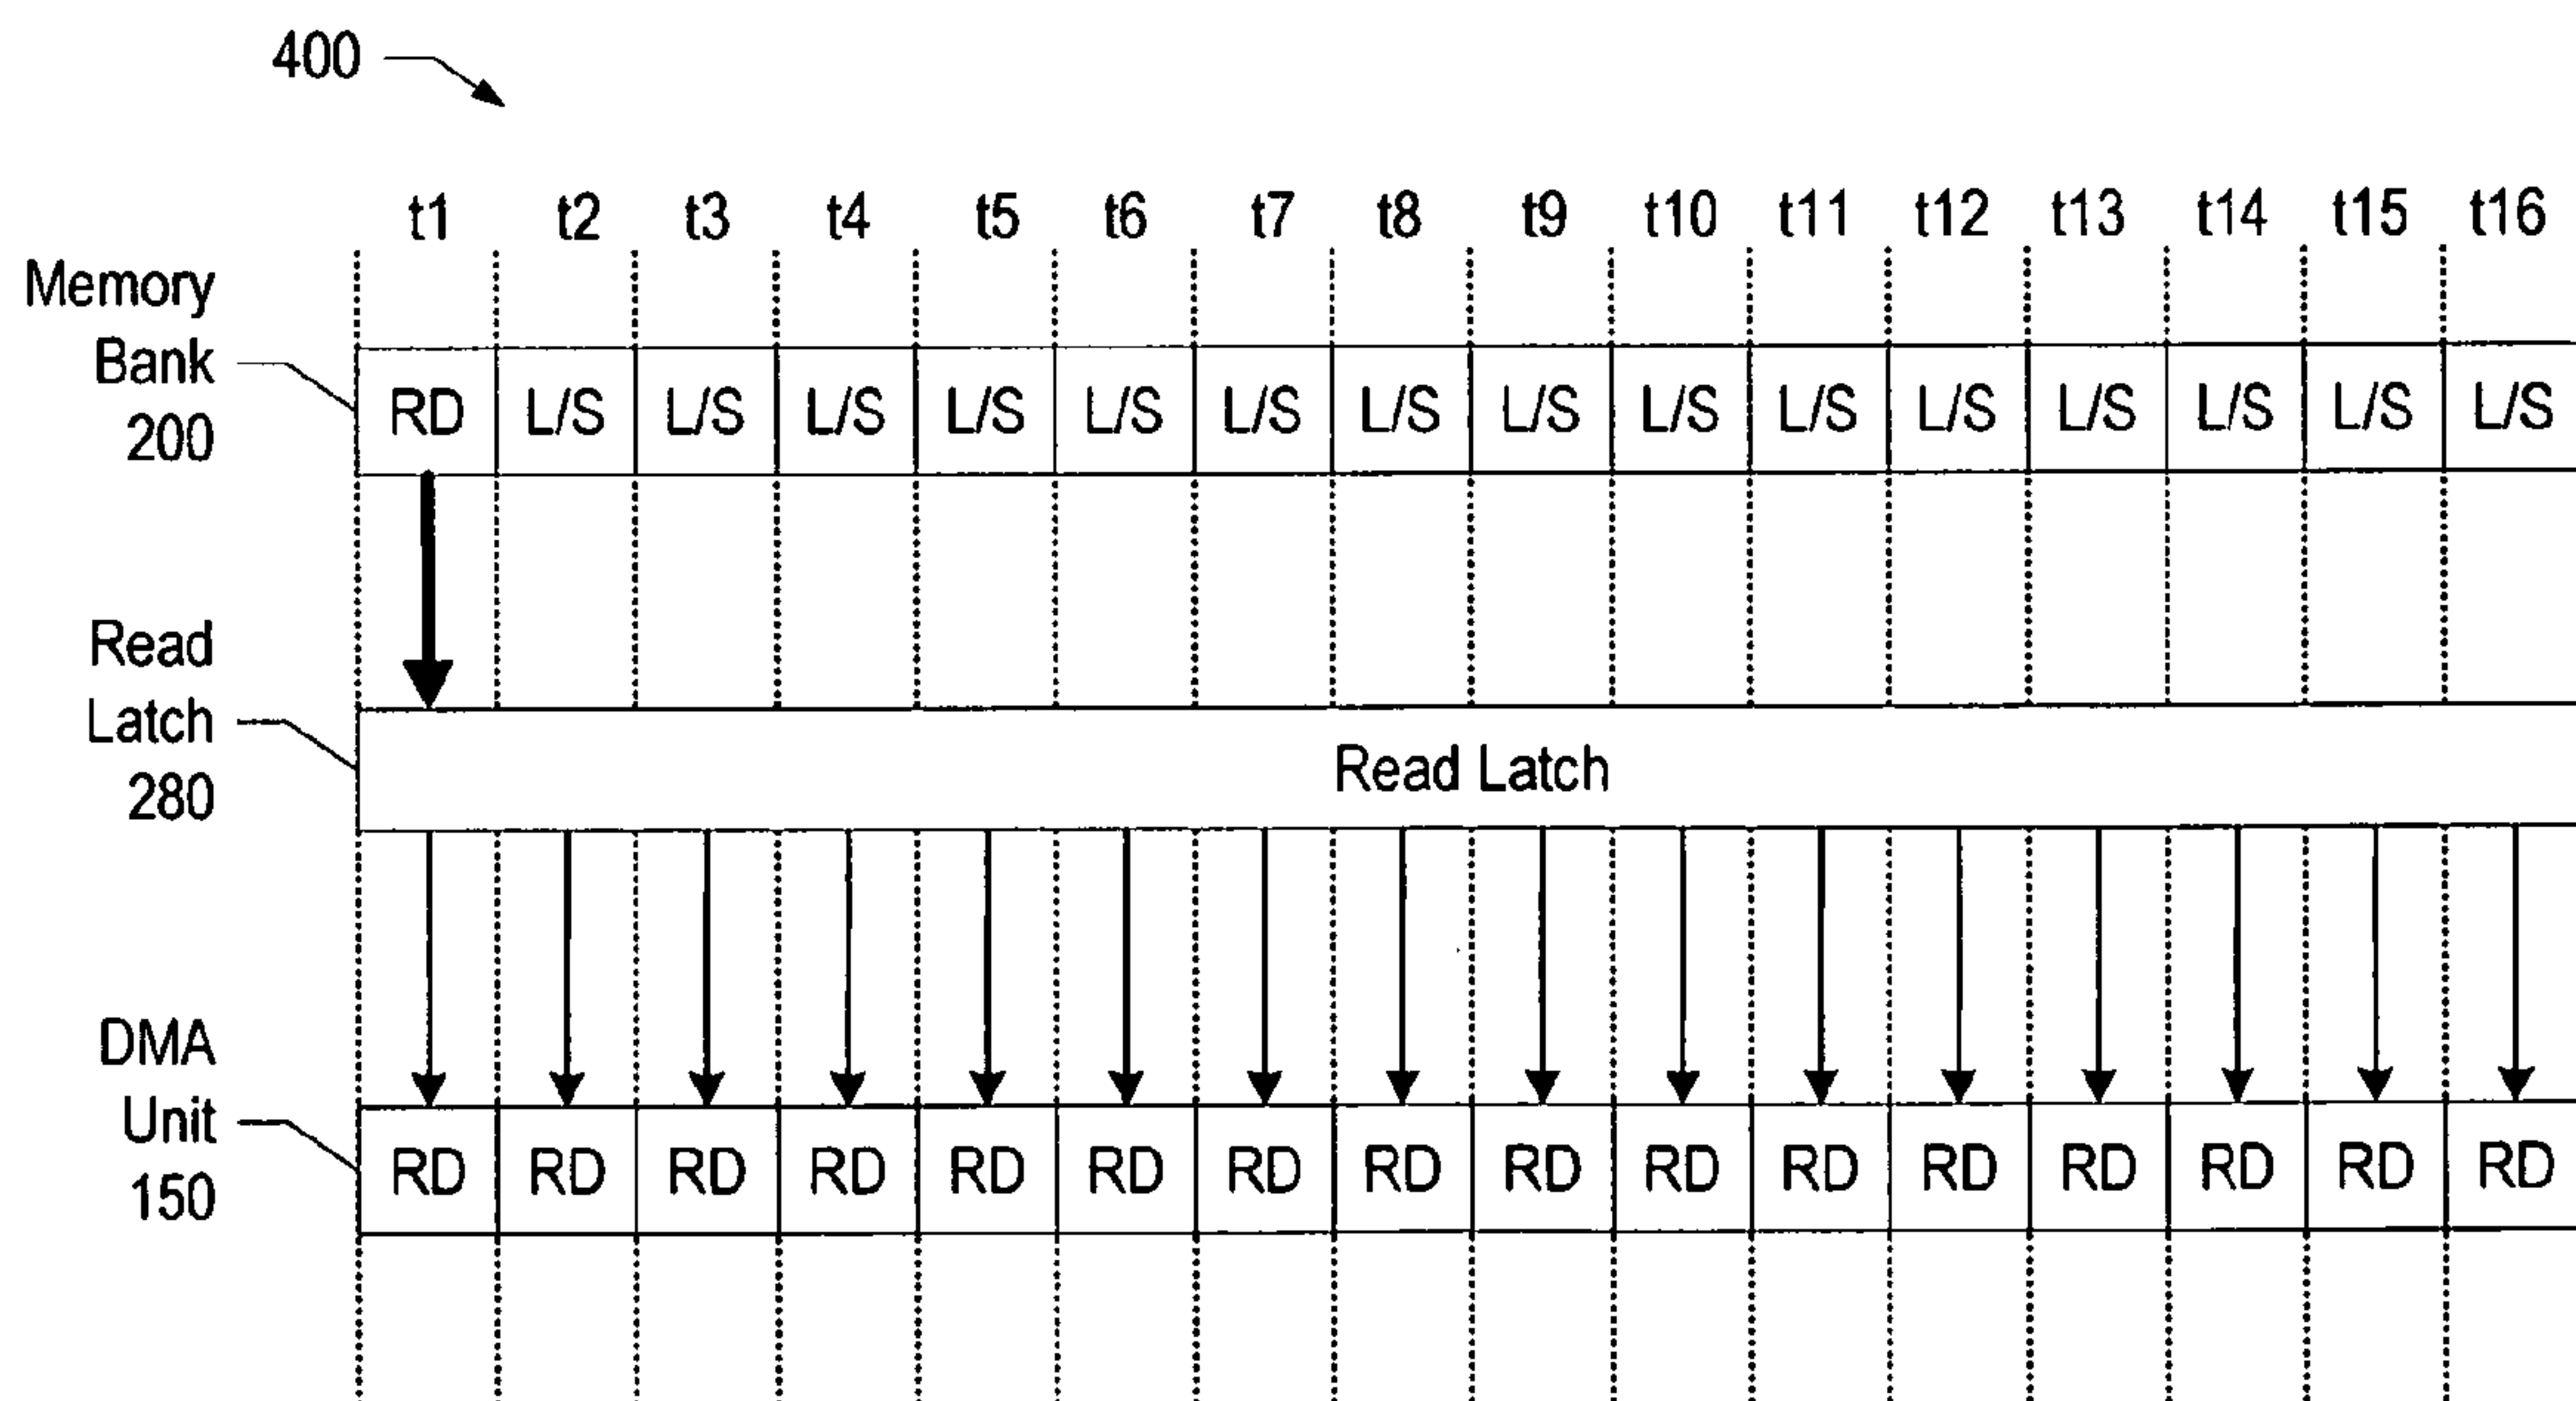 400
t1 t2 t3 t4 t5 t6 t7 t8 t9 t10 t11 t12 t13 t14 t15 t16
Memory
Bank
200
RD L/S L/S L/S L/S L/S L/S L/S L/S L/S L/S L/S L/S L/S L/S L/S
Read
Latch
280
Read Latch
DMA
Unit
150
RD RD RD RD RD RD RD RD RD RD RD RD RD RD RD RD